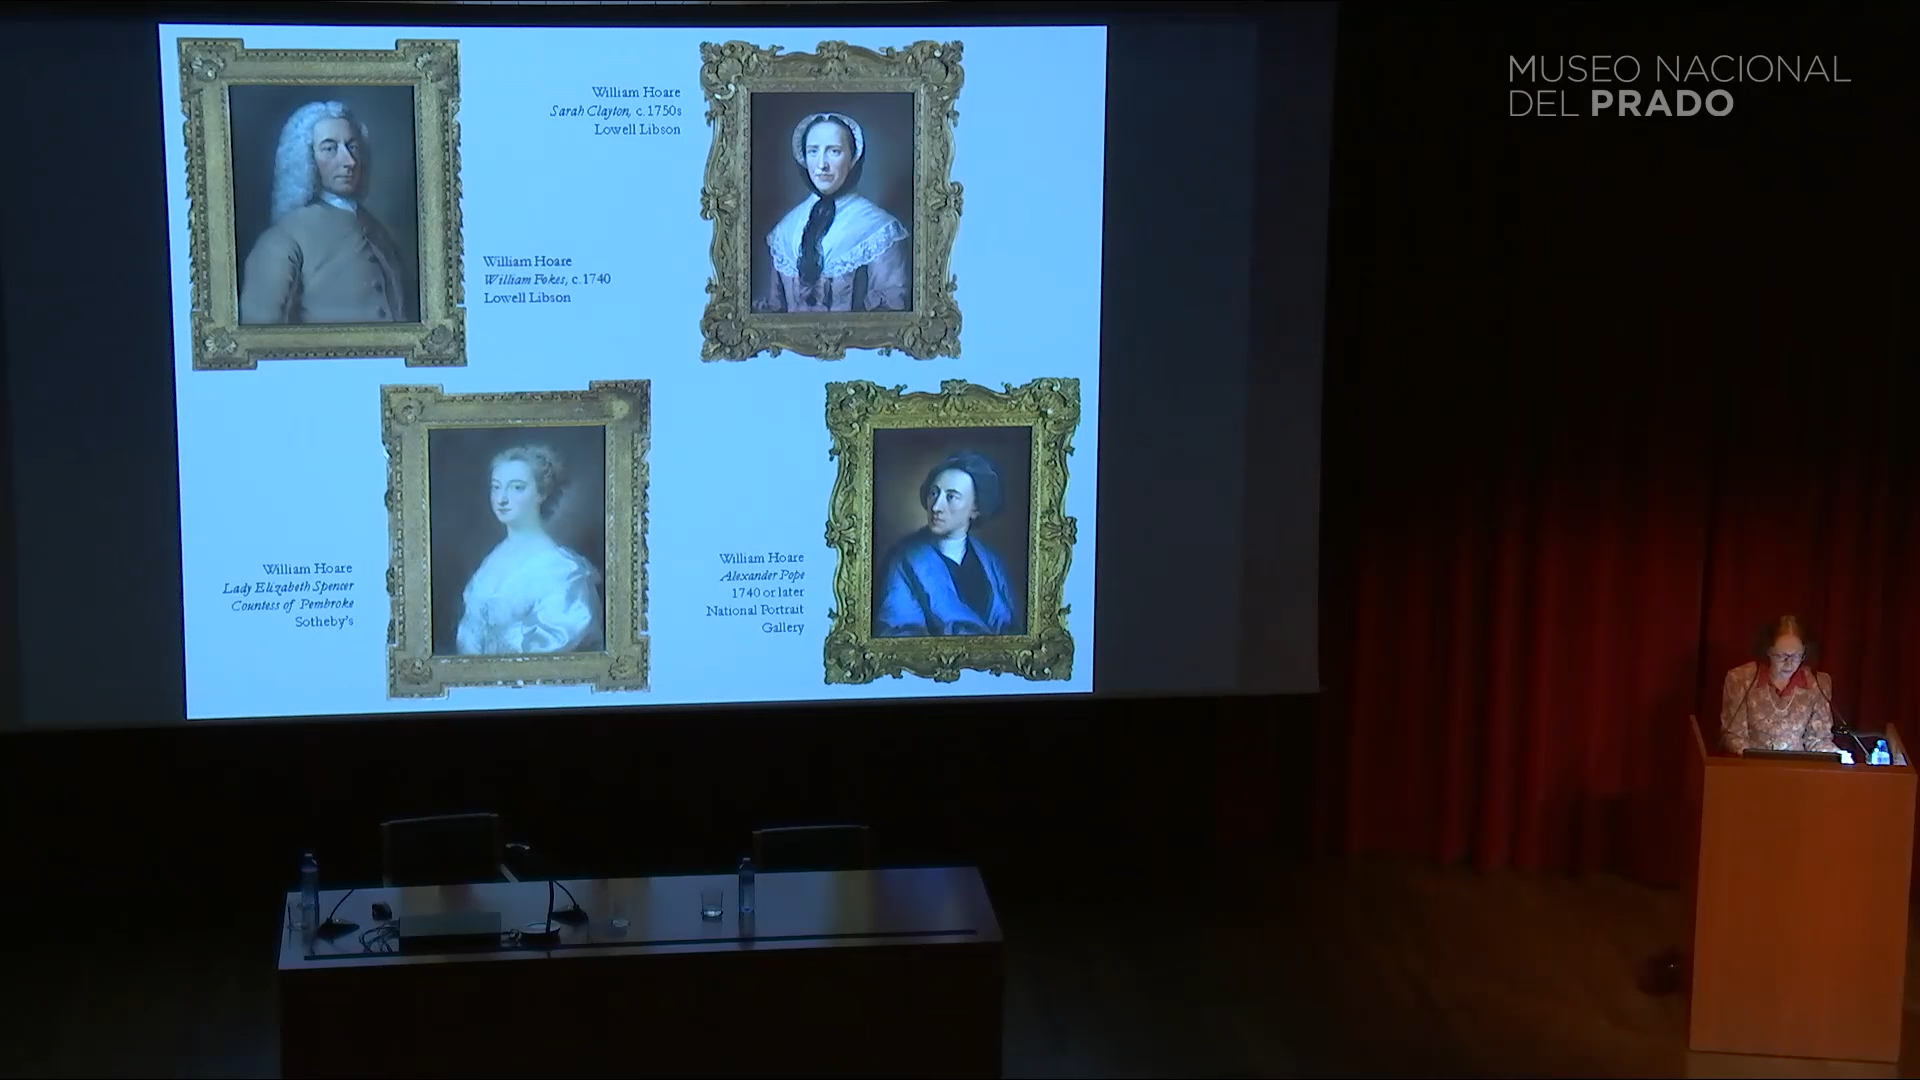 MUSEO NACIONAL
DEL PRADO
William Hoare
Sarah Clayton, c.1750s
Lowell Libson
William Hoare
William Fokes, c.1740
Lowell Libson
William Hoare
Lady Elizabeth Spencer
Countess of Pembroke
Sotheby's
William Hoare
Alexander Pope
1740 or later
National Portrait
Gallery